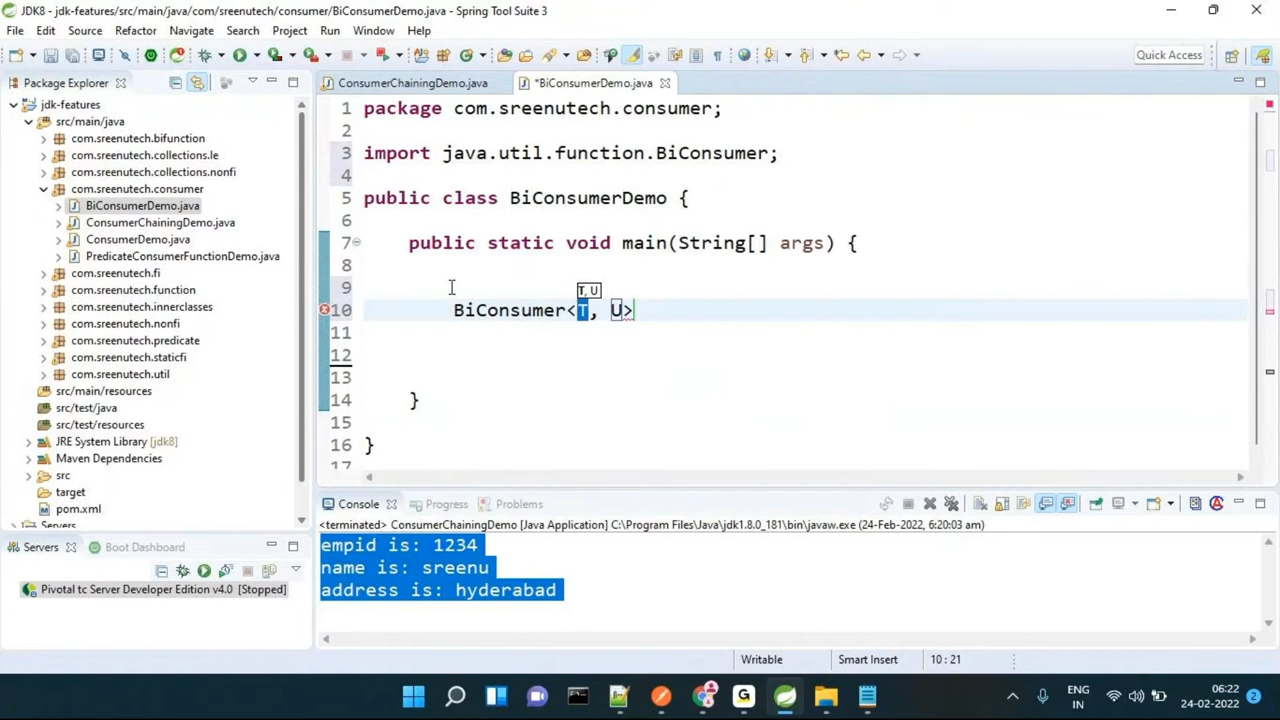 JDK8 - jdk-features/src/main/java/com/sreenutech/consumer/BiConsumerDemo.java - Spring Tool Suite 3
File Edit Source Refactor Navigate Search Project Run Window Help
Quick Access
Package Explorer
jdk-features
src/main/java
com.sreenutech.bifunction
com.sreenutech.collections.le
com.sreenutech.collections.nonfi
com.sreenutech.consumer
BiConsumerDemo.java
ConsumerChainingDemo.java
ConsumerDemo.java
PredicateConsumerFunctionDemo.java
com.sreenutech.fi
com.sreenutech.function
com.sreenutech.innerclasses
com.sreenutech.nonfi
com.sreenutech.predicate
com.sreenutech.staticfi
com.sreenutech.util
src/main/resources
src/test/java
src/test/resources
JRE System Library [jdk8]
Maven Dependencies
src
target
pom.xml
Servers
ConsumerChainingDemo.java *BiConsumerDemo.java
1 package com.sreenutech.consumer;
2
3 import java.util.function.BiConsumer;
4
5 public class BiConsumerDemo {
6
7 public static void main(String[] args) {
8
9
T, U
10 BiConsumer<T, U>
11
12
13
14 }
15
16 }
17
Servers Boot Dashboard
Pivotal tc Server Developer Edition v4.0 [Stopped]
Console Progress Problems
<terminated> ConsumerChainingDemo [Java Application] C:\Program Files\Java\jdk1.8.0_181\bin\javaw.exe (24-Feb-2022, 6:20:03 am)
empid is: 1234
name is: sreenu
address is: hyderabad
Writable Smart Insert 10 : 21
ENG
IN
06:22
24-02-2022
2